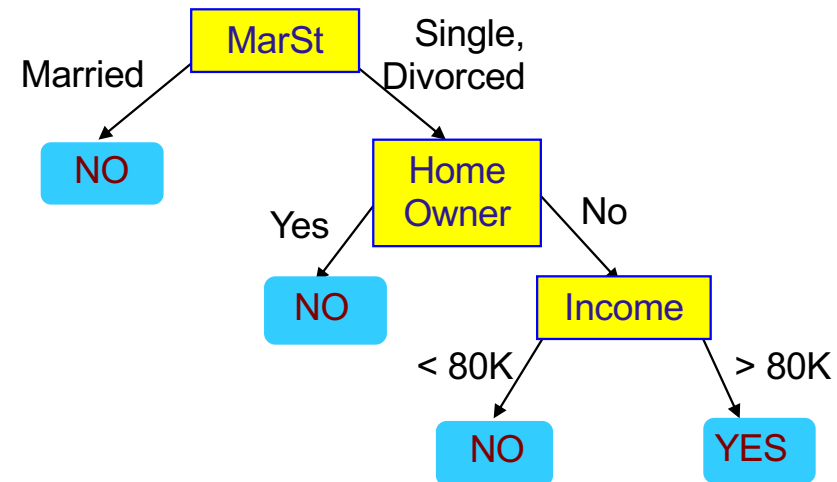 MarSt
Single,
Divorced
Married
NO
Home
Owner
Yes
No
NO
Income
< 80K
> 80K
NO
YES